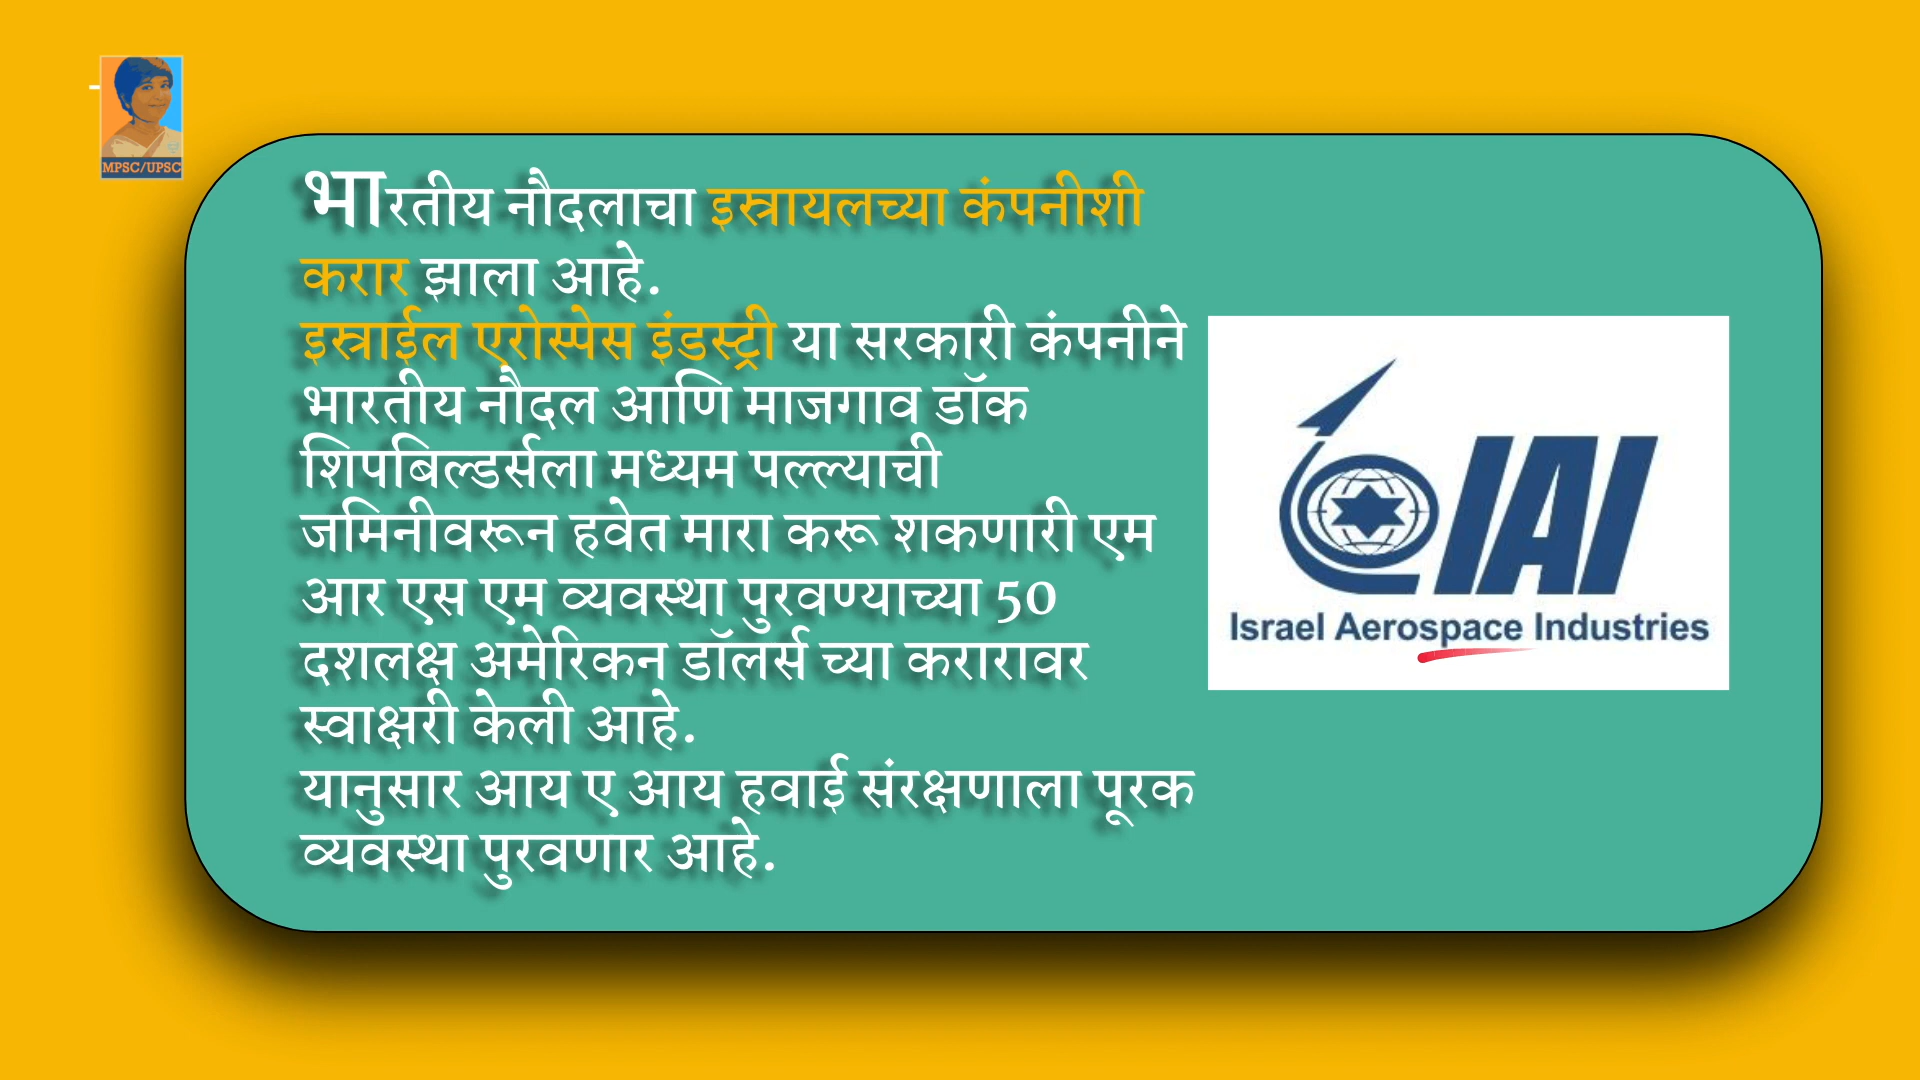 MPSC/UPSC
भारतीय नौदलाचा इस्रायलच्या कंपनीशी
करार झाला आहे.
इस्राईल एरोस्पेस इंडस्ट्री या सरकारी कंपनीने
भारतीय नौदल आणि माजगाव डॉक
शिपबिल्डर्सला मध्यम पल्ल्याची
जमिनीवरून हवेत मारा करू शकणारी एम
आर एस एम व्यवस्था पुरवण्याच्या 50
दशलक्ष अमेरिकन डॉलर्स च्या करारावर
स्वाक्षरी केली आहे.
यानुसार आय ए आय हवाई संरक्षणाला पूरक
व्यवस्था पुरवणार आहे.
IAI
Israel Aerospace Industries